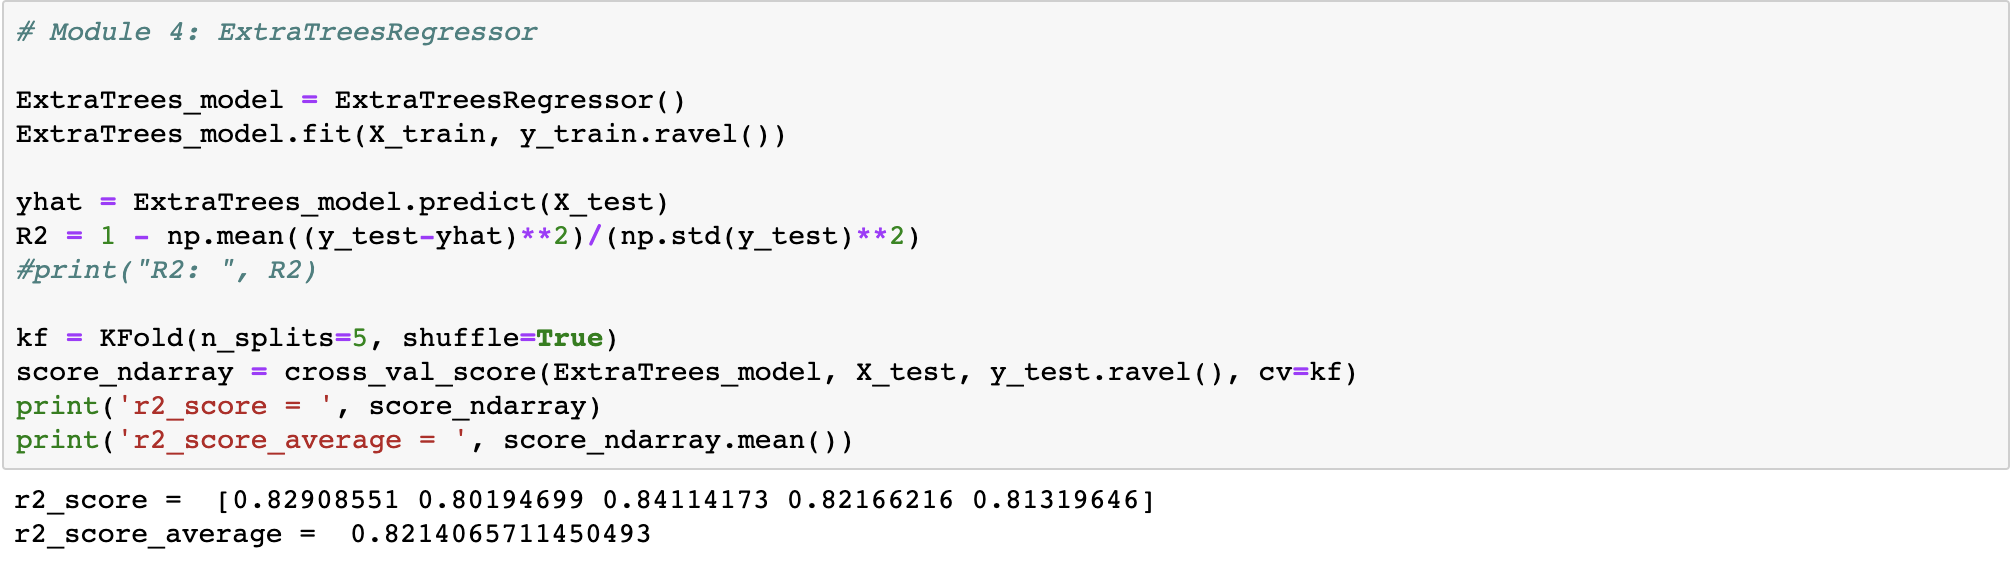 # Module 4: ExtraTreesRegressor
ExtraTrees_model = ExtraTreesRegressor()
ExtraTrees_model.fit(X_train, y_train.ravel())
yhat = ExtraTrees_model.predict(X_test)
R2 = 1 - np.mean((y_test-yhat)**2)/(np.std(y_test)**2)
#print("R2: ", R2)
kf = KFold(n_splits=5, shuffle=True)
score_ndarray = cross_val_score(ExtraTrees_model, X_test, y_test.ravel(), cv=kf)
print('r2_score = ', score_ndarray)
print('r2_score_average = ', score_ndarray.mean())
r2_score =  [0.82908551 0.80194699 0.84114173 0.82166216 0.81319646]
r2_score_average =  0.8214065711450493